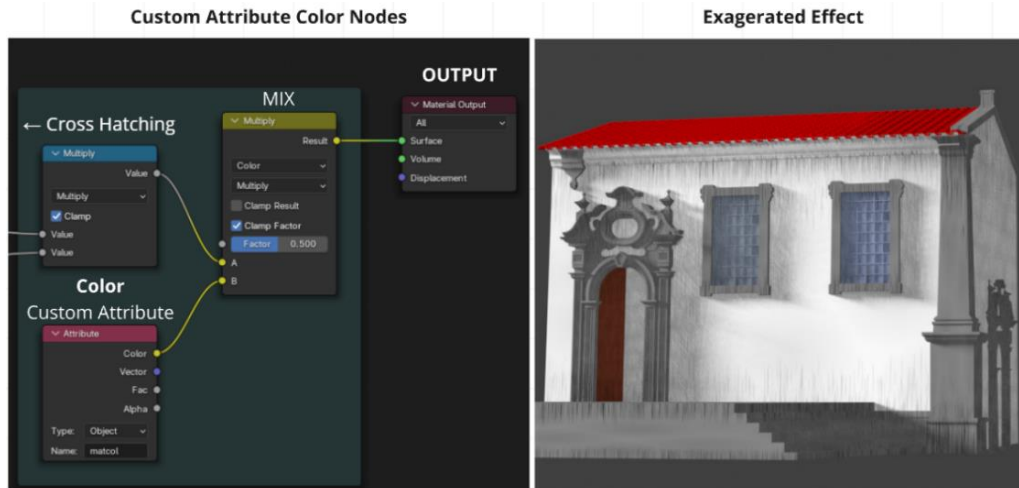 Custom Attribute Color Nodes
Exagerated Effect
OUTPUT
Material Output
All
Surface
Volume
Displacement
MIX
Multiply
Result
Color
Multiply
Clamp Result
Clamp Factor
Factor 0.500
A
B
← Cross Hatching
Multiply
Value
Multiply
Clamp
Value
Value
Color
Custom Attribute
Attribute
Color
Vector
Fac
Alpha
Type: Object
Name: matcol